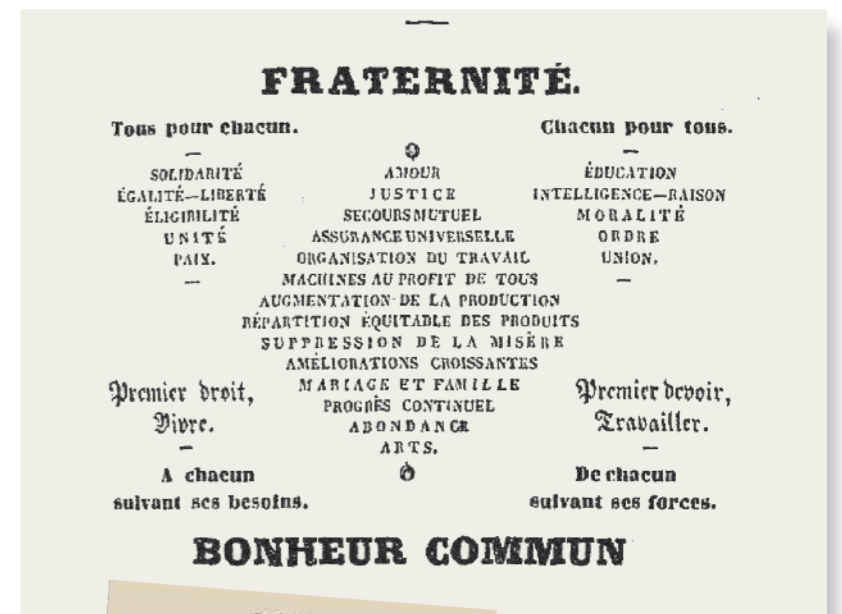 FRATERNITÉ.
Tous pour chacun.
Chacun pour tous.
SOLIDARITÉ
ÉGALITÉ—LIBERTÉ
ÉLIGIBILITÉ
UNITÉ
PAIX.
AMOUR
JUSTICE
SECOURS MUTUEL
ASSURANCE UNIVERSELLE
ORGANISATION DU TRAVAIL
MACHINES AU PROFIT DE TOUS
AUGMENTATION DE LA PRODUCTION
RÉPARTITION ÉQUITABLE DES PRODUITS
SUPPRESSION DE LA MISÈRE
AMÉLIORATIONS CROISSANTES
MARIAGE ET FAMILLE
PROGRÈS CONTINUEL
ABONDANCE
ARTS.
ÉDUCATION
INTELLIGENCE—RAISON
MORALITÉ
ORDRE
UNION.
Premier droit,
Vivre.
Premier devoir,
Travailler.
A chacun
suivant ses besoins.
De chacun
suivant ses forces.
BONHEUR COMMUN